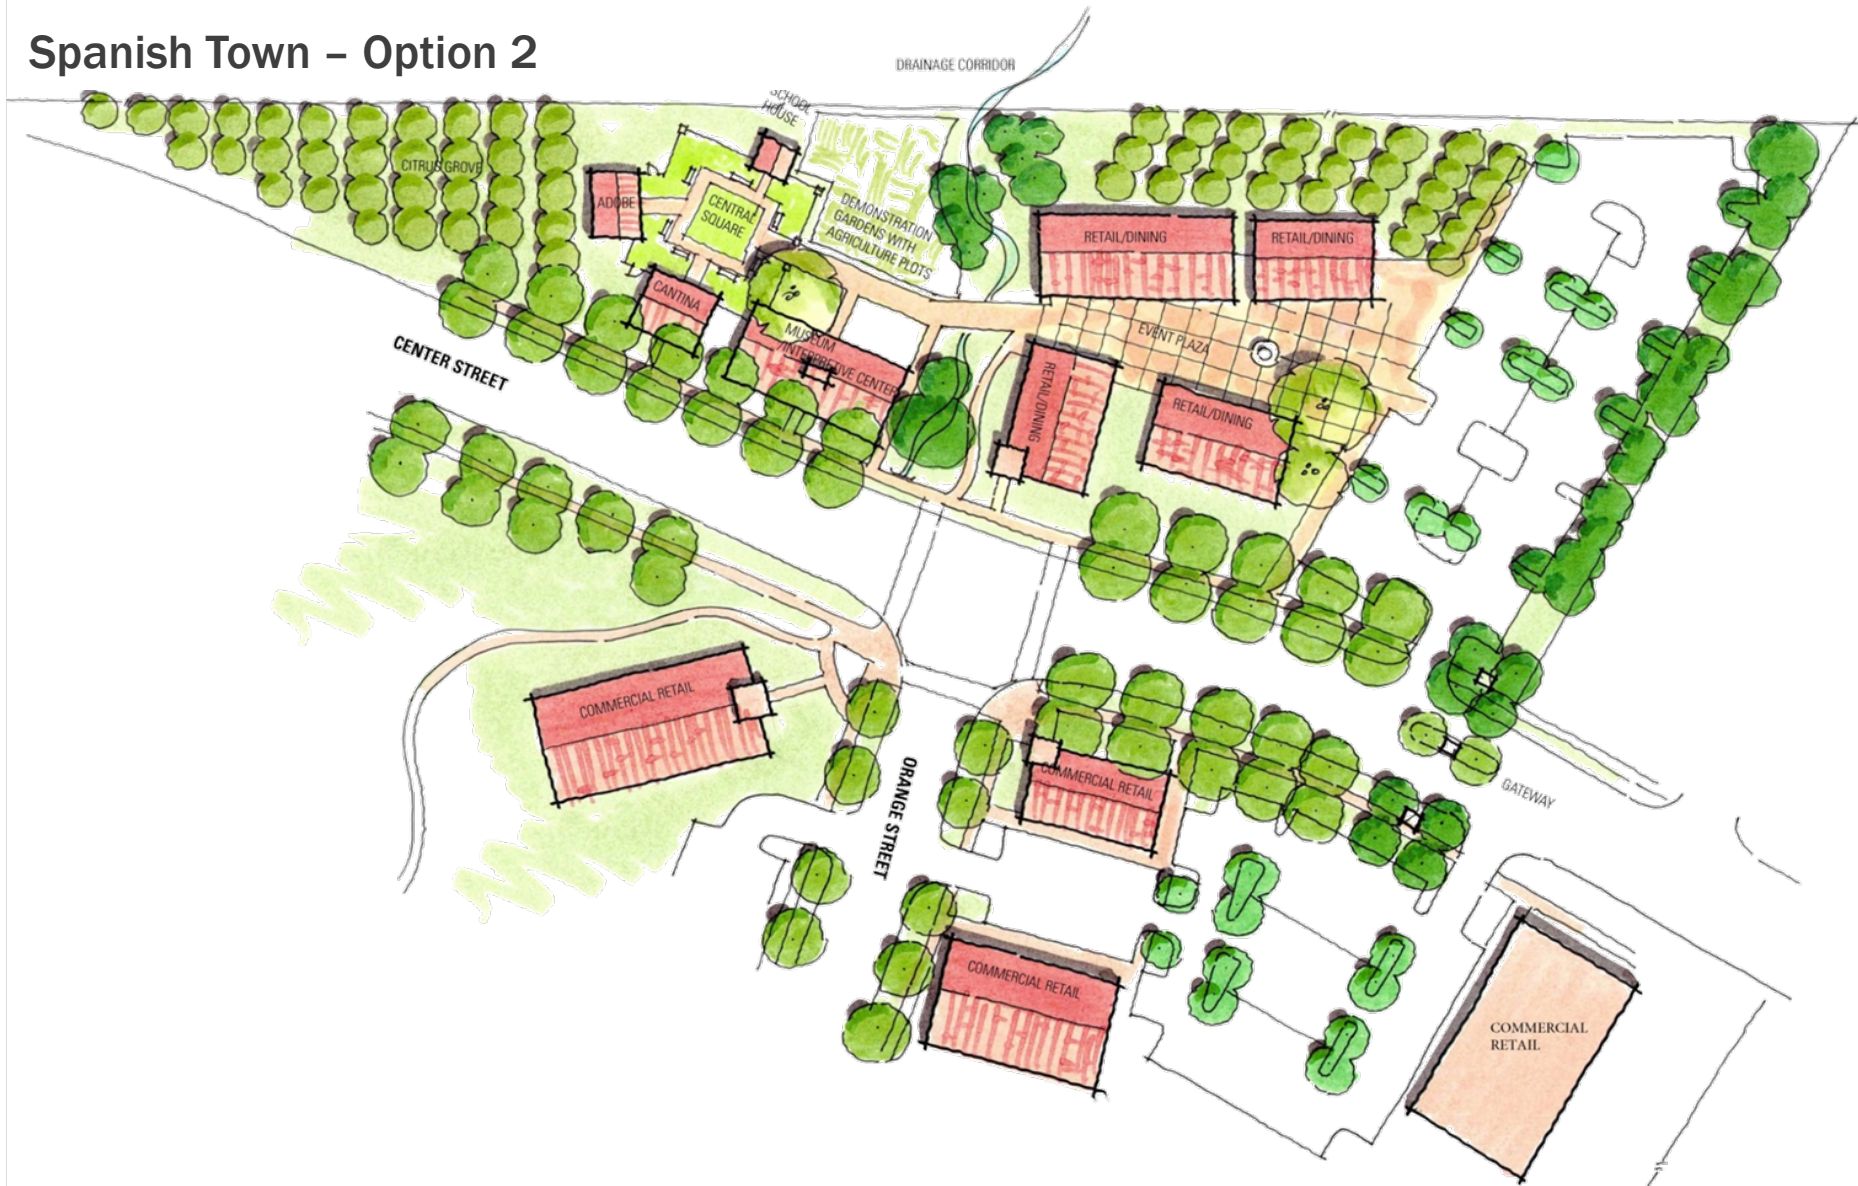 Spanish Town – Option 2
DRAINAGE CORRIDOR
SCHOOL
HOUSE
CITRUS GROVE
ADOBE
CENTRAL
SQUARE
DEMONSTRATION
GARDENS WITH
AGRICULTURE PLOTS
RETAIL/DINING
RETAIL/DINING
CANTINA
MUSEUM
/INTERPRETIVE CENTER
EVENT PLAZA
CENTER STREET
RETAIL/DINING
RETAIL/DINING
COMMERCIAL RETAIL
ORANGE STREET
COMMERCIAL RETAIL
GATEWAY
COMMERCIAL RETAIL
COMMERCIAL
RETAIL